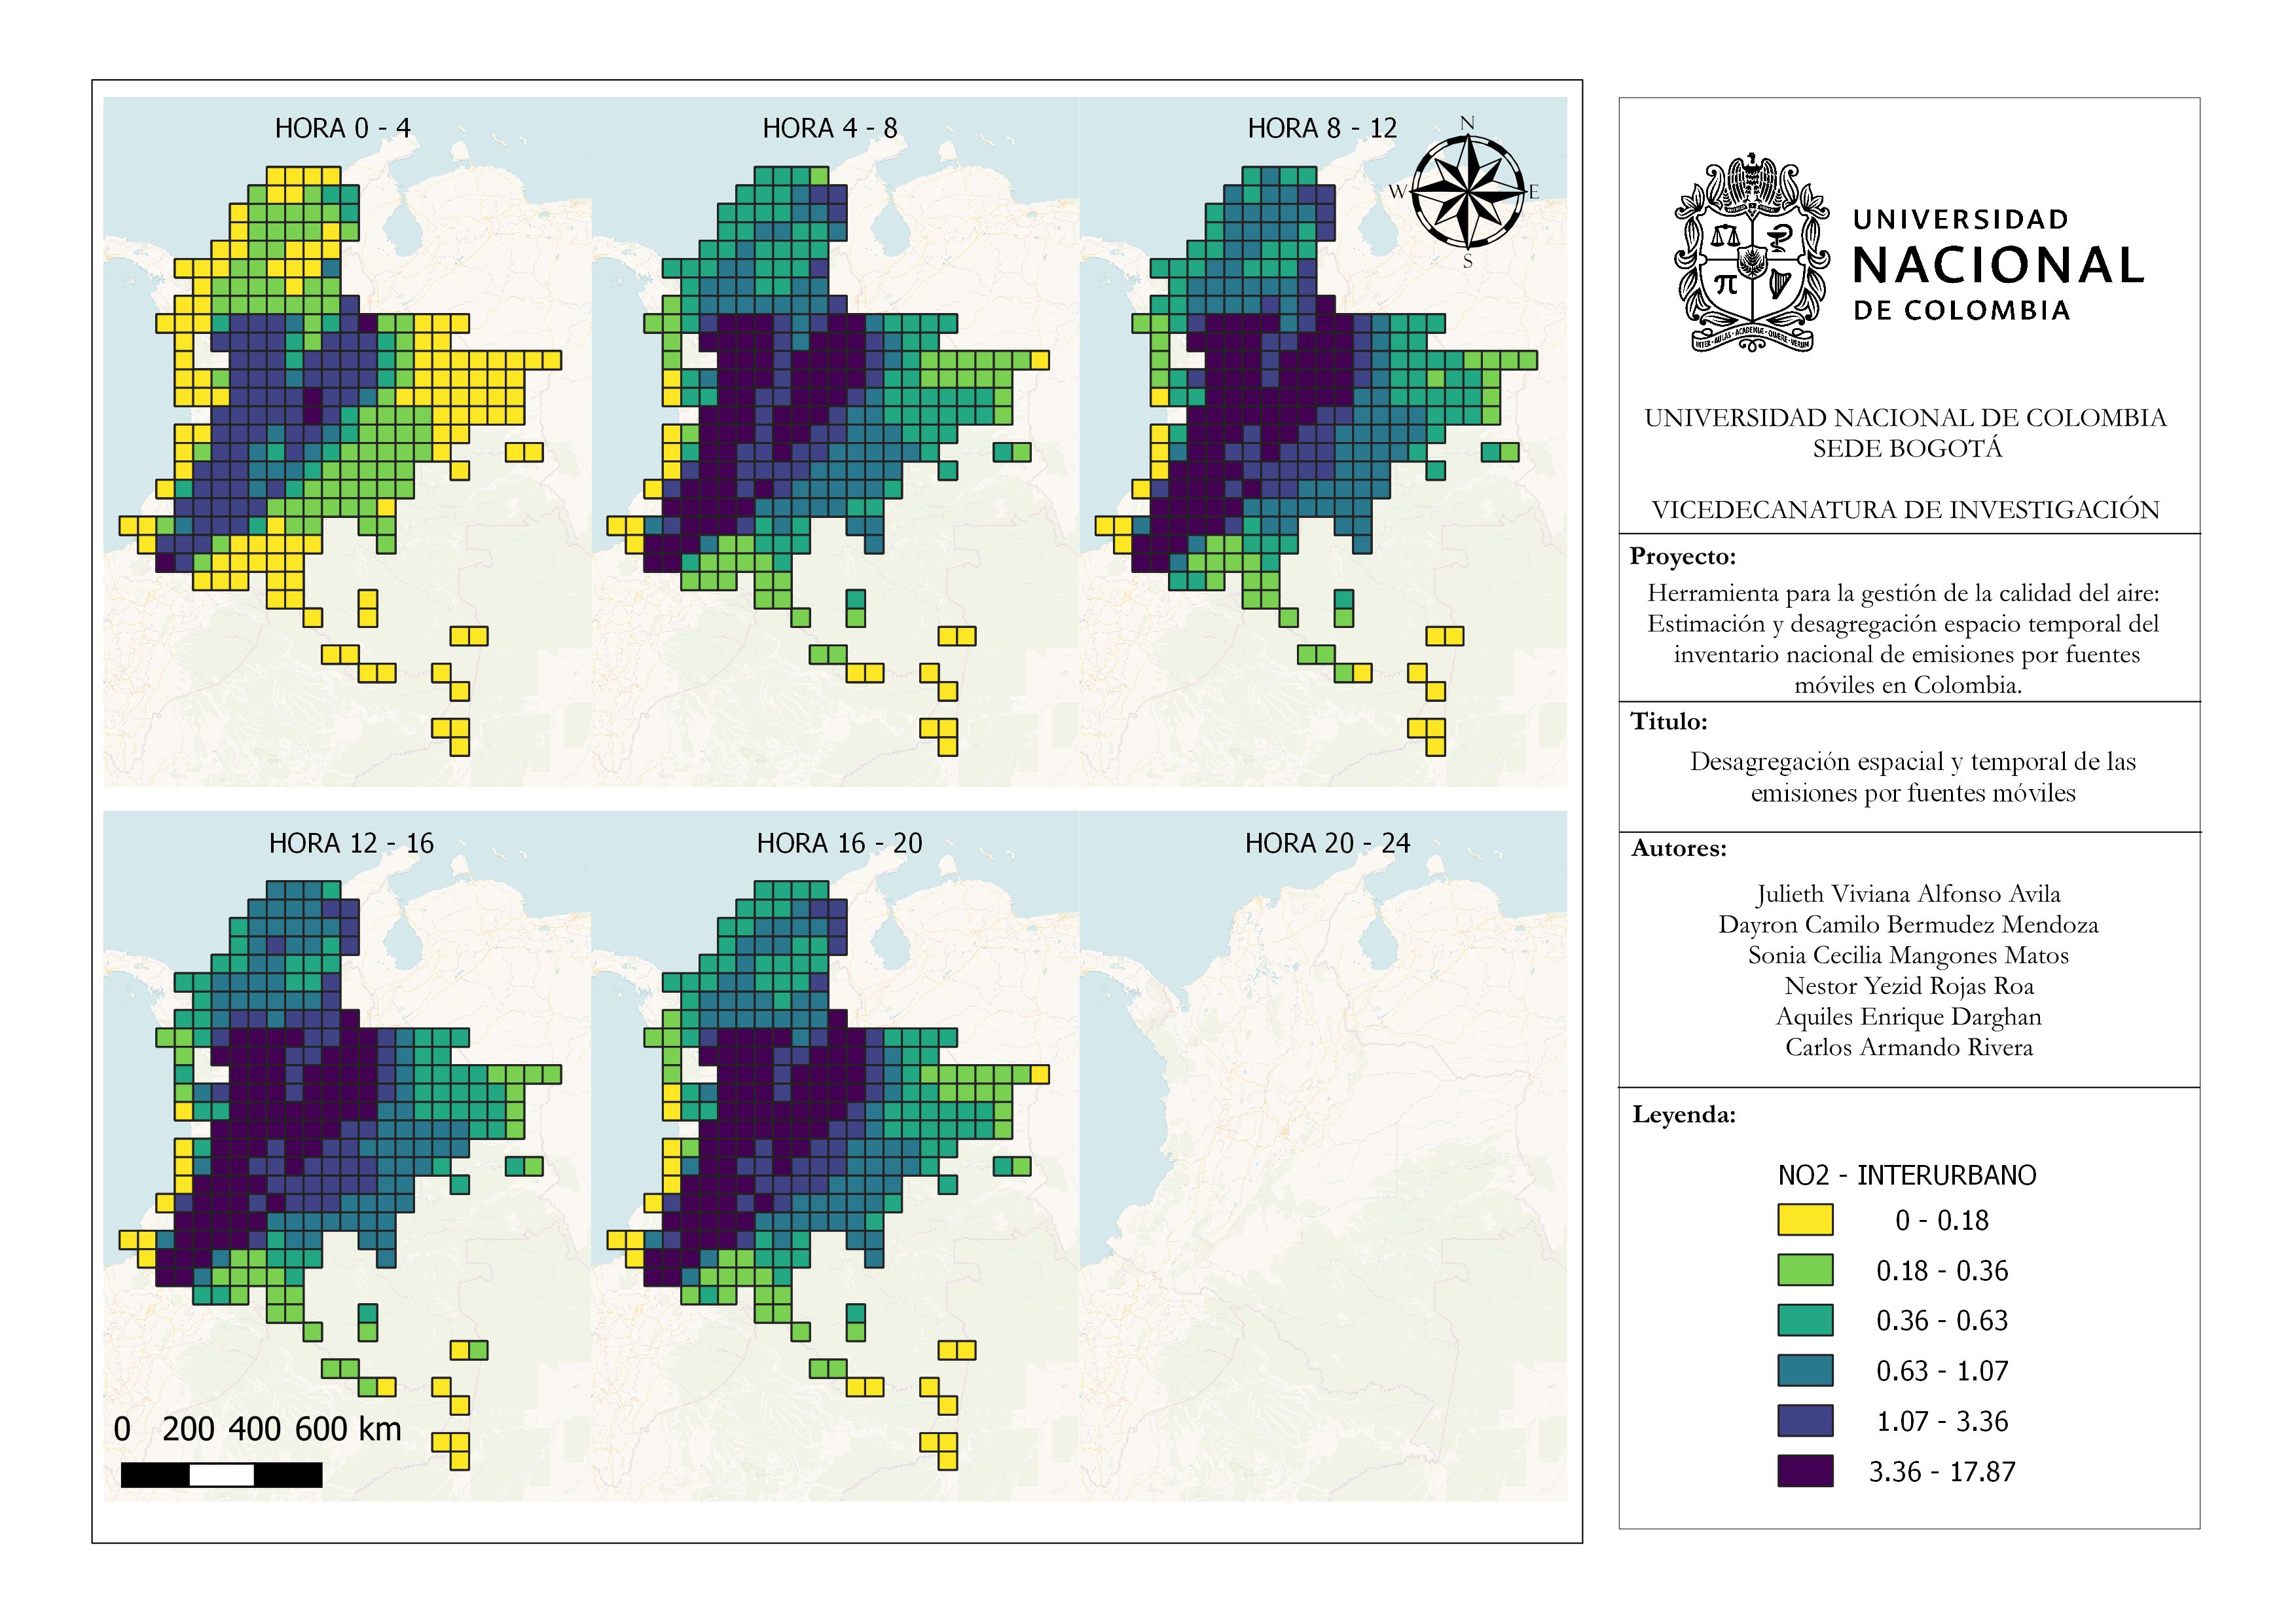 HORA 0 - 4
HORA 4 - 8
HORA 8 - 12
N
W
E
S
HORA 12 - 16
HORA 16 - 20
HORA 20 - 24
0 200 400 600 km
INTER · AULAS · ACADEMIÆ · QUÆRE · VERUM
UNIVERSIDAD
NACIONAL
DE COLOMBIA
UNIVERSIDAD NACIONAL DE COLOMBIA
SEDE BOGOTÁ
VICEDECANATURA DE INVESTIGACIÓN
Proyecto:
Herramienta para la gestión de la calidad del aire:
Estimación y desagregación espacio temporal del
inventario nacional de emisiones por fuentes
móviles en Colombia.
Titulo:
Desagregación espacial y temporal de las
emisiones por fuentes móviles
Autores:
Julieth Viviana Alfonso Avila
Dayron Camilo Bermudez Mendoza
Sonia Cecilia Mangones Matos
Nestor Yezid Rojas Roa
Aquiles Enrique Darghan
Carlos Armando Rivera
Leyenda:
NO2 - INTERURBANO
0 - 0.18
0.18 - 0.36
0.36 - 0.63
0.63 - 1.07
1.07 - 3.36
3.36 - 17.87